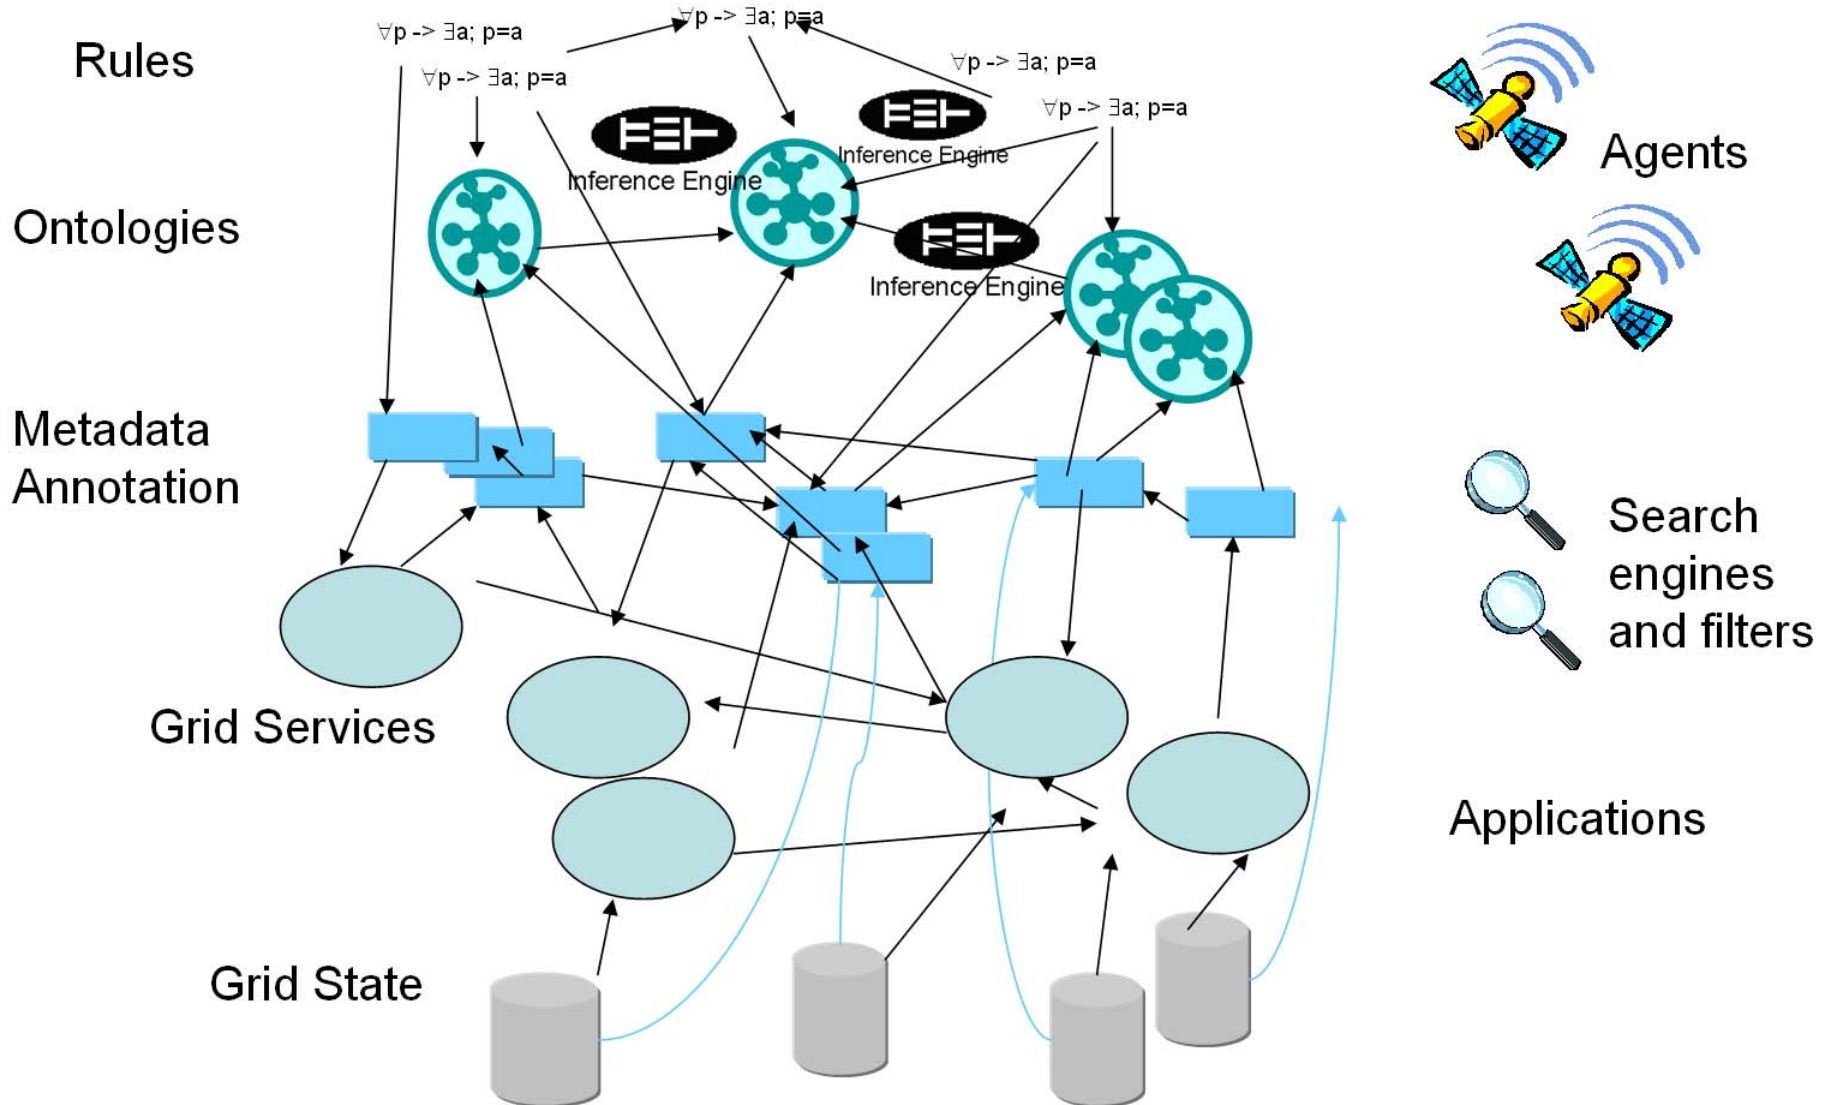 ∀p -> ∃a; p=a
∀p -> ∃a; p=a
Rules
∀p -> ∃a; p=a
∀p -> ∃a; p=a
∀p -> ∃a; p=a
Agents
Inference Engine
Inference Engine
Ontologies
Inference Engine
Metadata
Annotation
Search
engines
and filters
Grid Services
Applications
Grid State